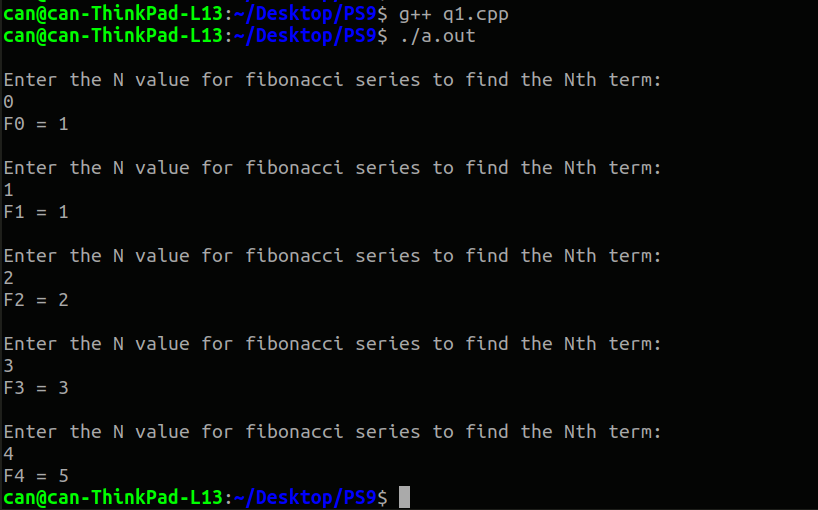 can@can-ThinkPad-L13:~/Desktop/PS9$ g++ q1.cpp
can@can-ThinkPad-L13:~/Desktop/PS9$ ./a.out
Enter the N value for fibonacci series to find the Nth term:
0
F0 = 1
Enter the N value for fibonacci series to find the Nth term:
1
F1 = 1
Enter the N value for fibonacci series to find the Nth term:
2
F2 = 2
Enter the N value for fibonacci series to find the Nth term:
3
F3 = 3
Enter the N value for fibonacci series to find the Nth term:
4
F4 = 5
can@can-ThinkPad-L13:~/Desktop/PS9$